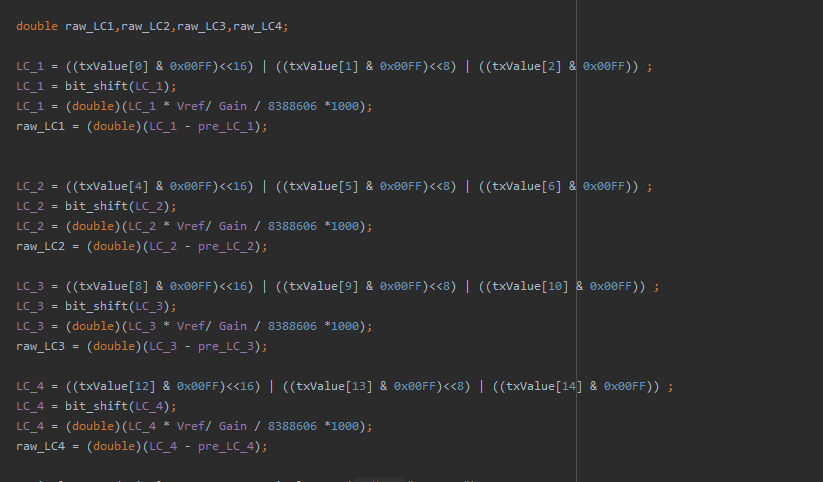 double raw_LC1,raw_LC2,raw_LC3,raw_LC4;
LC_1 = ((txValue[0] & 0x00FF)<<16) | ((txValue[1] & 0x00FF)<<8) | ((txValue[2] & 0x00FF)) ;
LC_1 = bit_shift(LC_1);
LC_1 = (double)(LC_1 * Vref/ Gain / 8388606 *1000);
raw_LC1 = (double)(LC_1 - pre_LC_1);
LC_2 = ((txValue[4] & 0x00FF)<<16) | ((txValue[5] & 0x00FF)<<8) | ((txValue[6] & 0x00FF)) ;
LC_2 = bit_shift(LC_2);
LC_2 = (double)(LC_2 * Vref/ Gain / 8388606 *1000);
raw_LC2 = (double)(LC_2 - pre_LC_2);
LC_3 = ((txValue[8] & 0x00FF)<<16) | ((txValue[9] & 0x00FF)<<8) | ((txValue[10] & 0x00FF)) ;
LC_3 = bit_shift(LC_3);
LC_3 = (double)(LC_3 * Vref/ Gain / 8388606 *1000);
raw_LC3 = (double)(LC_3 - pre_LC_3);
LC_4 = ((txValue[12] & 0x00FF)<<16) | ((txValue[13] & 0x00FF)<<8) | ((txValue[14] & 0x00FF)) ;
LC_4 = bit_shift(LC_4);
LC_4 = (double)(LC_4 * Vref/ Gain / 8388606 *1000);
raw_LC4 = (double)(LC_4 - pre_LC_4);